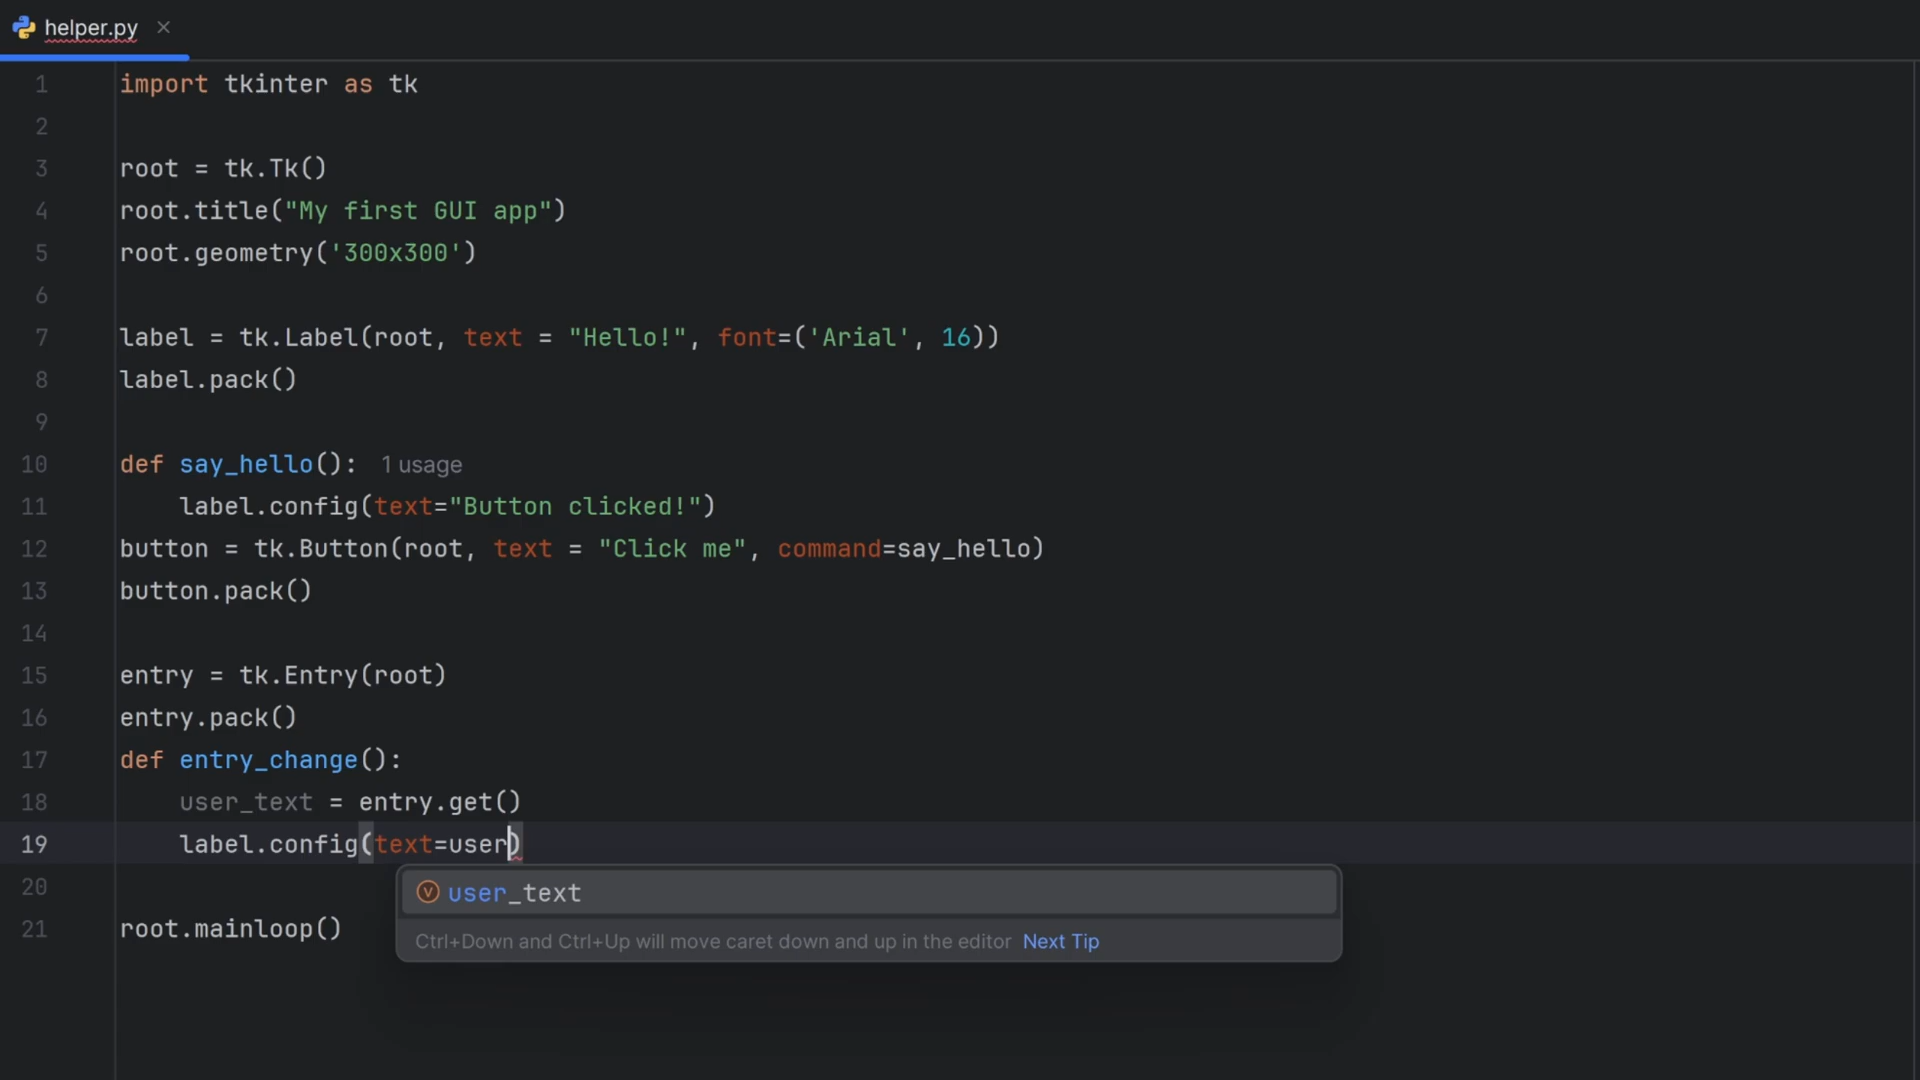 helper.py
1 import tkinter as tk
2
3 root = tk.Tk()
4 root.title("My first GUI app")
5 root.geometry('300x300')
6
7 label = tk.Label(root, text = "Hello!", font=('Arial', 16))
8 label.pack()
9
10 def say_hello(): 1 usage
11     label.config(text="Button clicked!")
12 button = tk.Button(root, text = "Click me", command=say_hello)
13 button.pack()
14
15 entry = tk.Entry(root)
16 entry.pack()
17 def entry_change():
18     user_text = entry.get()
19     label.config(text=user)
user_text
20
Ctrl+Down and Ctrl+Up will move caret down and up in the editor Next Tip
21 root.mainloop()